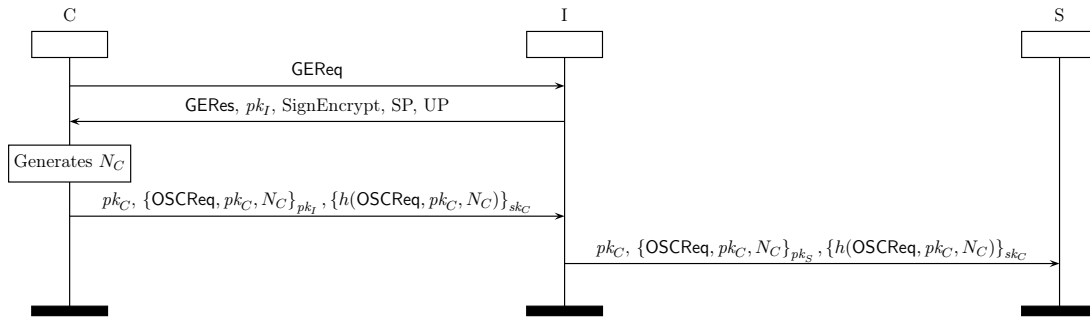 C
I
S
GEReq
GERes, pk_I, SignEncrypt, SP, UP
Generates N_C
pk_C, {OSCReq, pk_C, N_C}_{pk_I}, {h(OSCReq, pk_C, N_C)}_{sk_C}
pk_C, {OSCReq, pk_C, N_C}_{pk_S}, {h(OSCReq, pk_C, N_C)}_{sk_C}